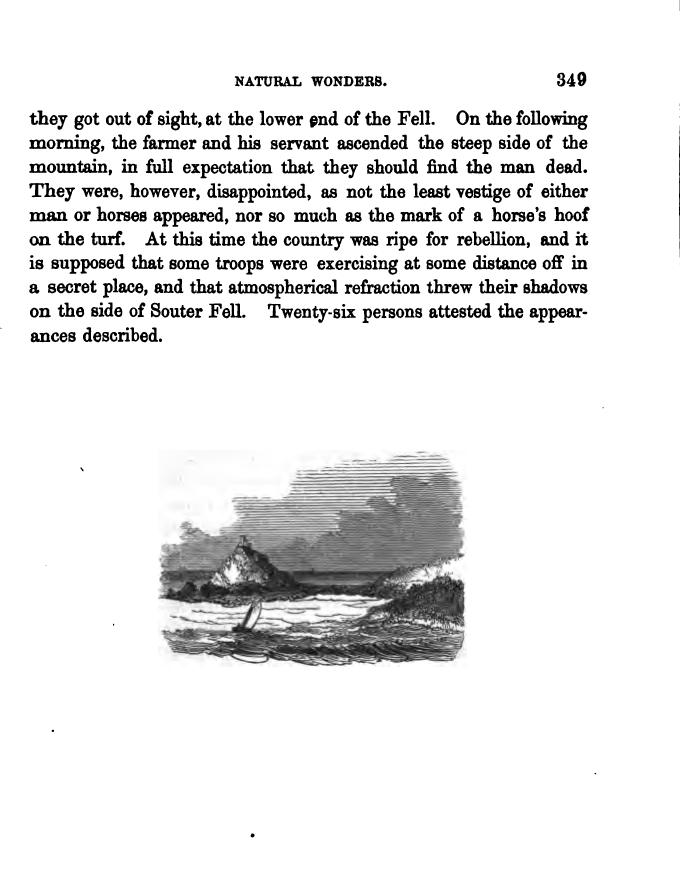 NATURAL WONDERS. 349
they got out of sight, at the lower end of the Fell. On the following
morning, the farmer and his servant ascended the steep side of the
mountain, in full expectation that they should find the man dead.
They were, however, disappointed, as not the least vestige of either
man or horses appeared, nor so much as the mark of a horse's hoof
on the turf. At this time the country was ripe for rebellion, and it
is supposed that some troops were exercising at some distance off in
a secret place, and that atmospherical refraction threw their shadows
on the side of Souter Fell. Twenty-six persons attested the appear-
ances described.